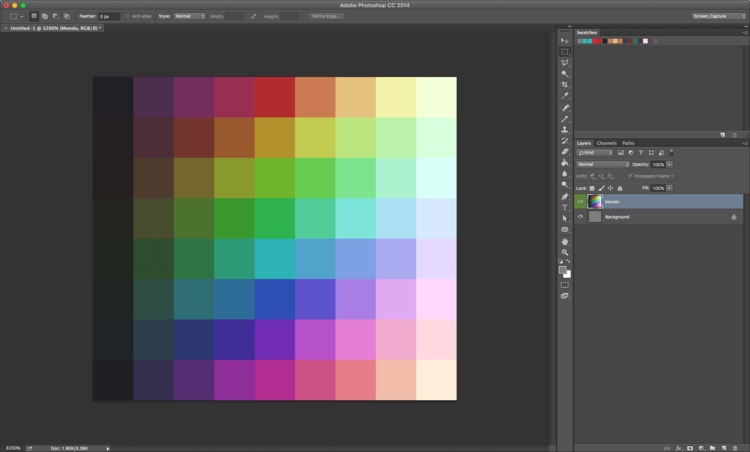 Adobe Photoshop CC 2014
Feather: 0 px Anti-alias Style: Normal Width: Height: Refine Edge... Screen_Capture
× Untitled-1 @ 3200% (Mondo, RGB/8) *
Swatches
Layers Channels Paths
Kind
Normal Opacity: 100%
Unify: Propagate Frame 1
Lock: Fill: 100%
Mondo
Background
3200% Doc: 1.90K/5.38K